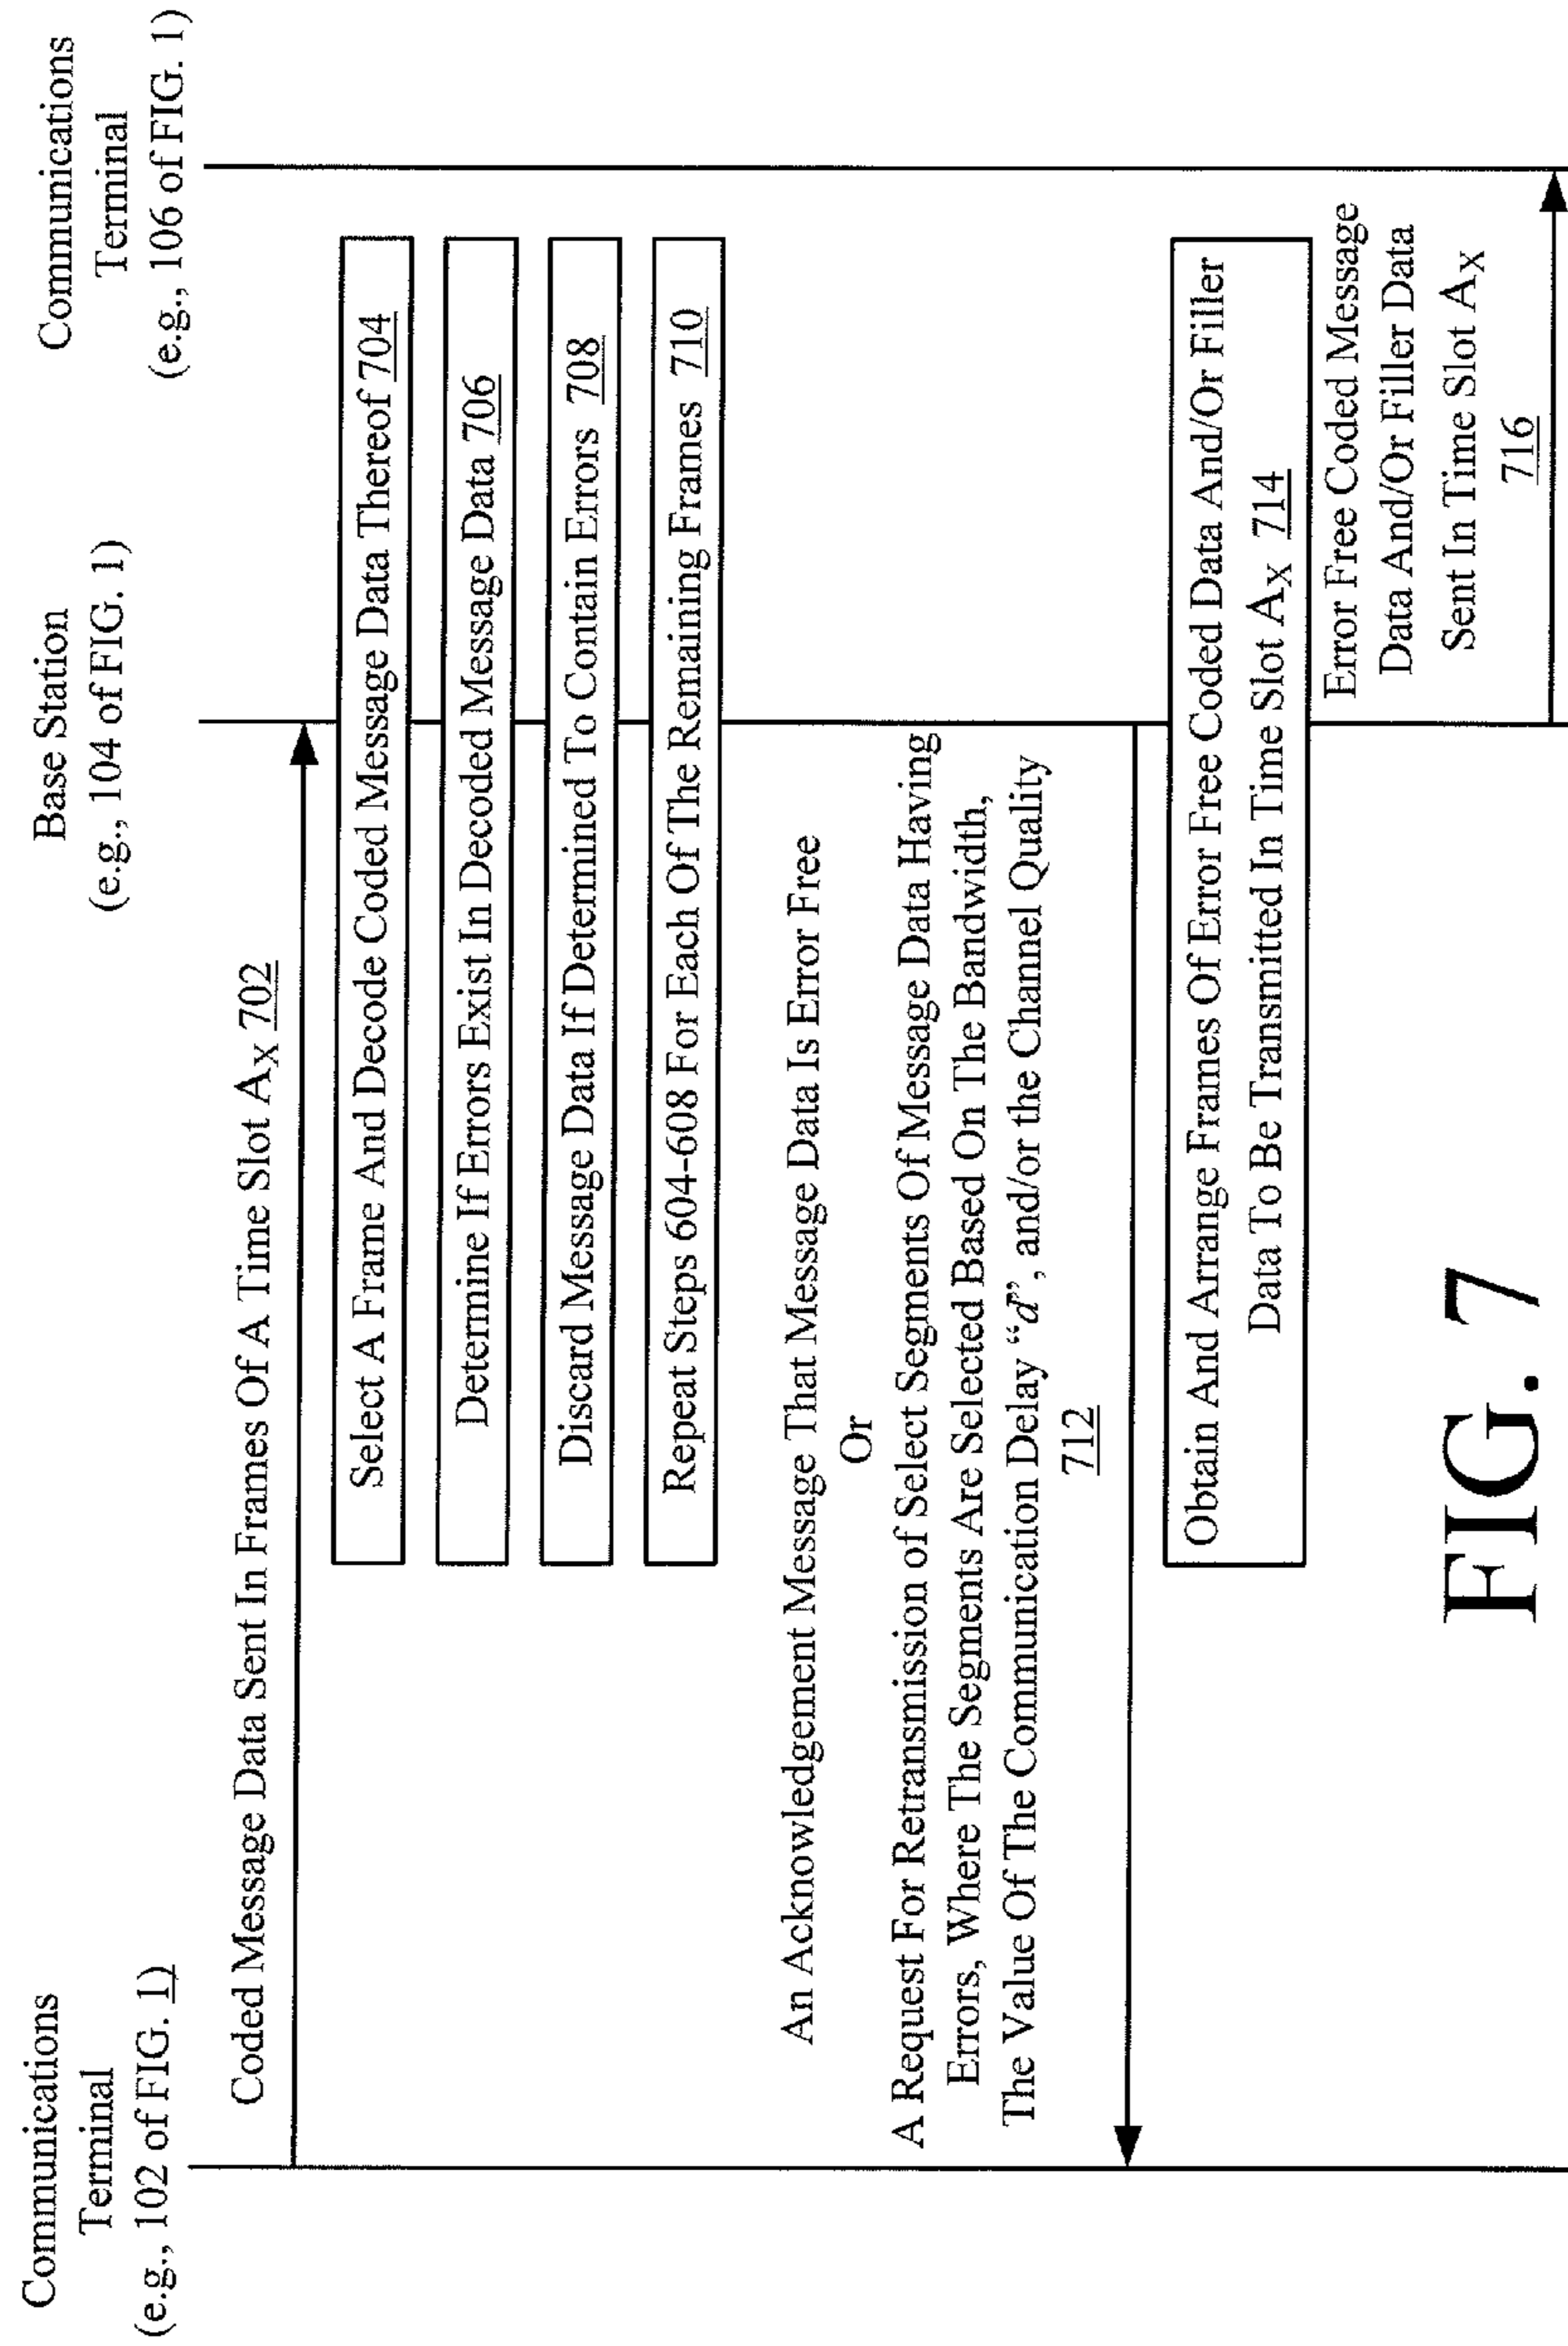 Communications
Terminal
(e.g., 102 of FIG. 1)
Base Station
(e.g., 104 of FIG. 1)
Communications
Terminal
(e.g., 106 of FIG. 1)
Coded Message Data Sent In Frames Of A Time Slot AX 702
Select A Frame And Decode Coded Message Data Thereof 704
Determine If Errors Exist In Decoded Message Data 706
Discard Message Data If Determined To Contain Errors 708
Repeat Steps 604-608 For Each Of The Remaining Frames 710
An Acknowledgement Message That Message Data Is Error Free
Or
A Request For Retransmission of Select Segments Of Message Data Having
Errors, Where The Segments Are Selected Based On The Bandwidth,
The Value Of The Communication Delay “d”, and/or the Channel Quality
712
Obtain And Arrange Frames Of Error Free Coded Data And/Or Filler
Data To Be Transmitted In Time Slot AX 714
Error Free Coded Message
Data And/Or Filler Data
Sent In Time Slot AX
716
FIG. 7